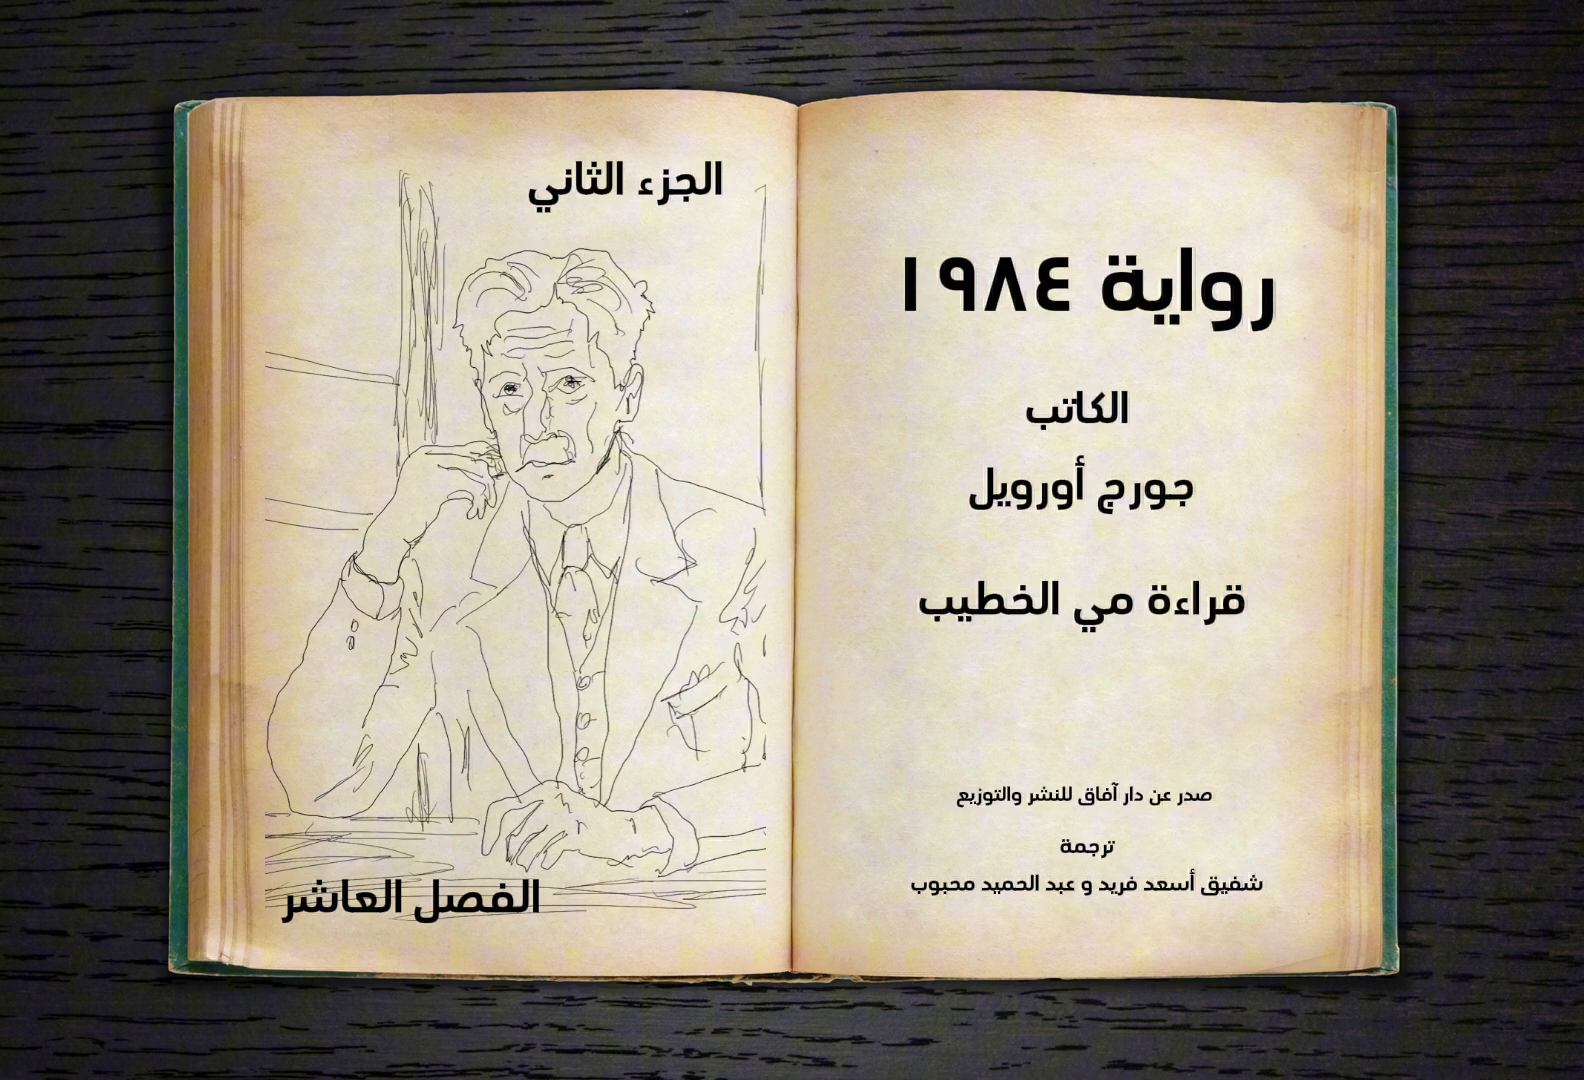 رواية ١٩٨٤
الكاتب
جورج أورويل
قراءة مي الخطيب
صدر عن دار آفاق للنشر والتوزيع
ترجمة
شفيق أسعد فريد و عبد الحميد محبوب
الجزء الثاني
الفصل العاشر